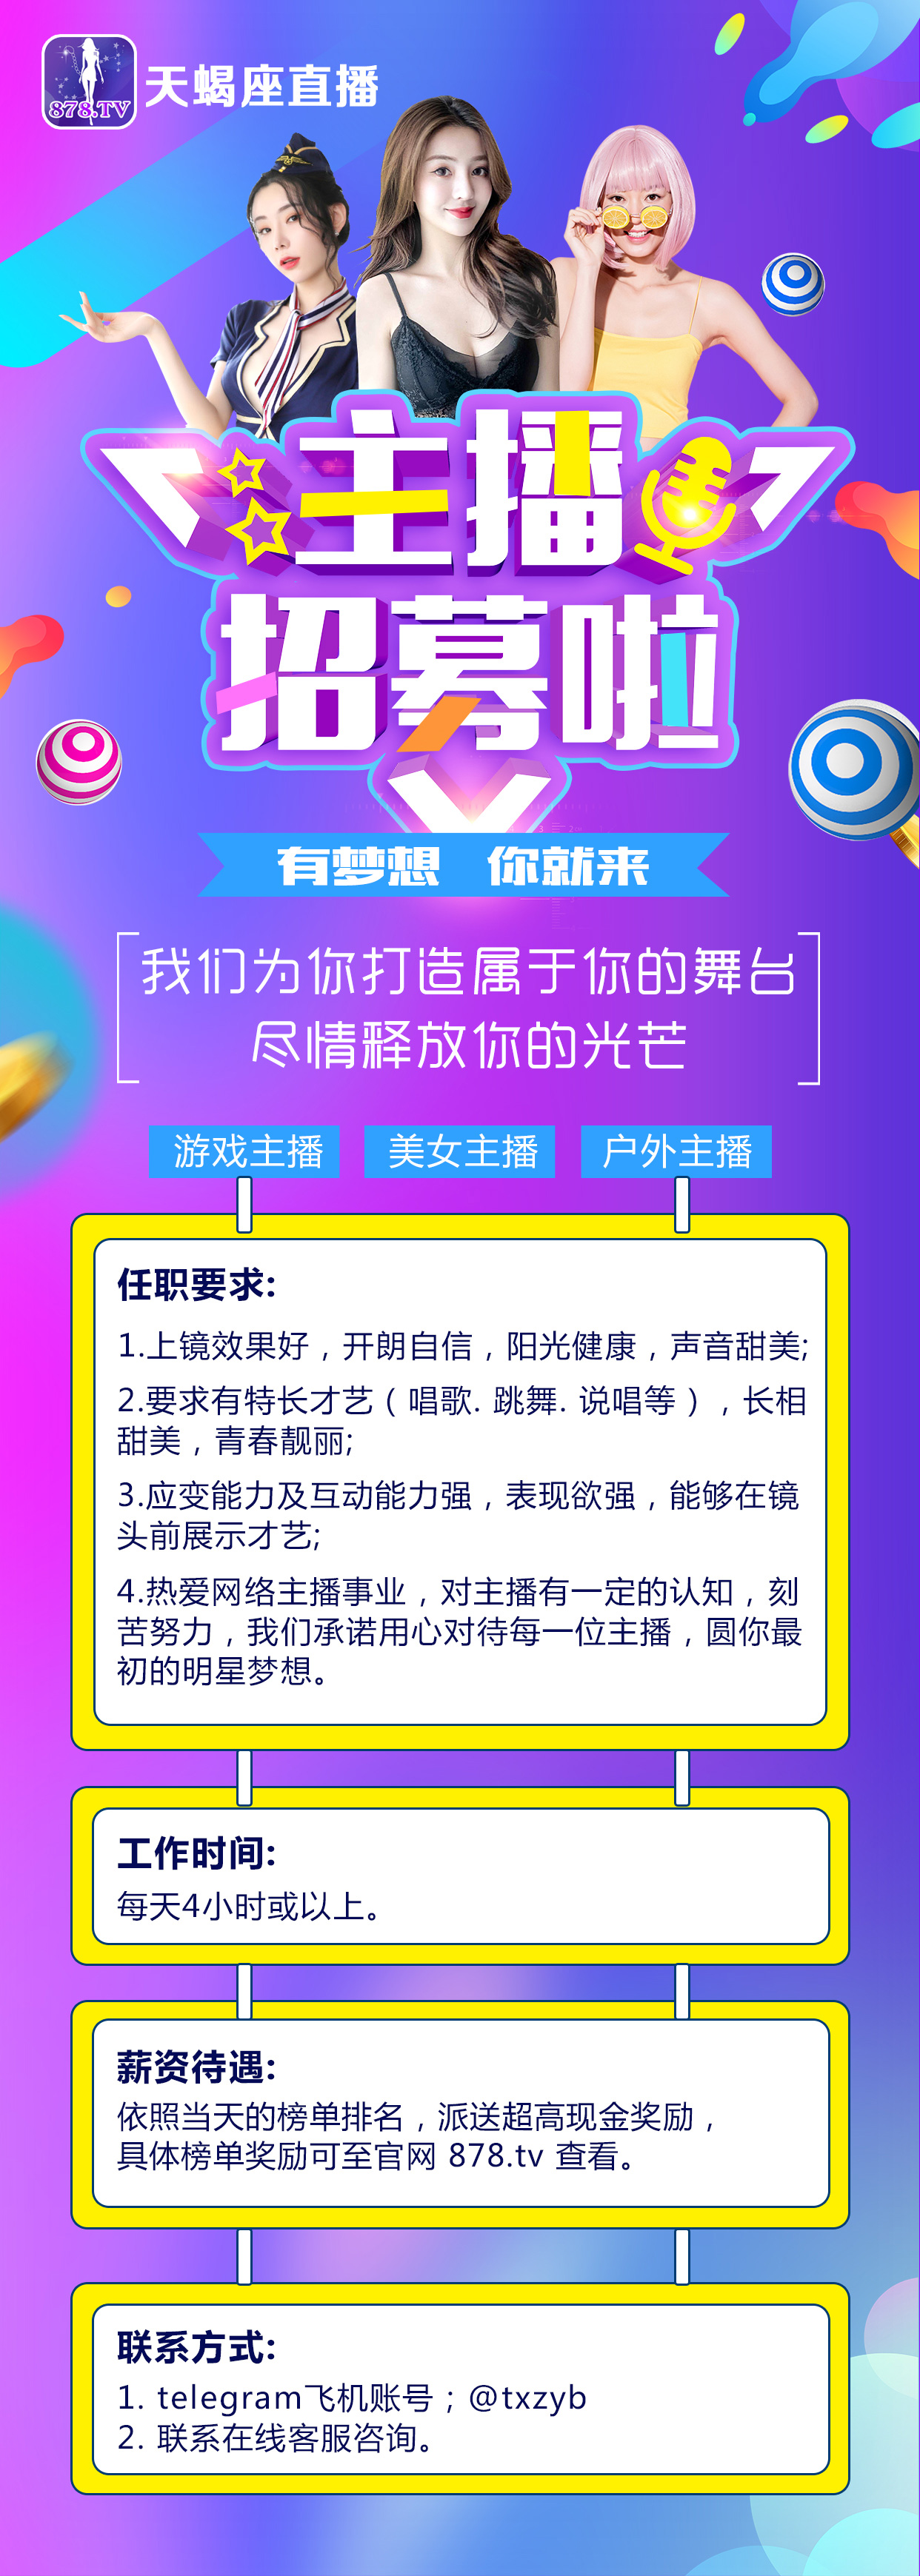 878.TV
天蝎座直播
主播
招募啦
有梦想 你就来
我们为你打造属于你的舞台
尽情释放你的光芒
游戏主播 美女主播 户外主播
任职要求:
1.上镜效果好，开朗自信，阳光健康，声音甜美;
2.要求有特长才艺（唱歌. 跳舞. 说唱等），长相
甜美，青春靓丽;
3.应变能力及互动能力强，表现欲强，能够在镜
头前展示才艺;
4.热爱网络主播事业，对主播有一定的认知，刻
苦努力，我们承诺用心对待每一位主播，圆你最
初的明星梦想。
工作时间:
每天4小时或以上。
薪资待遇:
依照当天的榜单排名，派送超高现金奖励，
具体榜单奖励可至官网 878.tv 查看。
联系方式:
1. telegram飞机账号；@txzyb
2. 联系在线客服咨询。